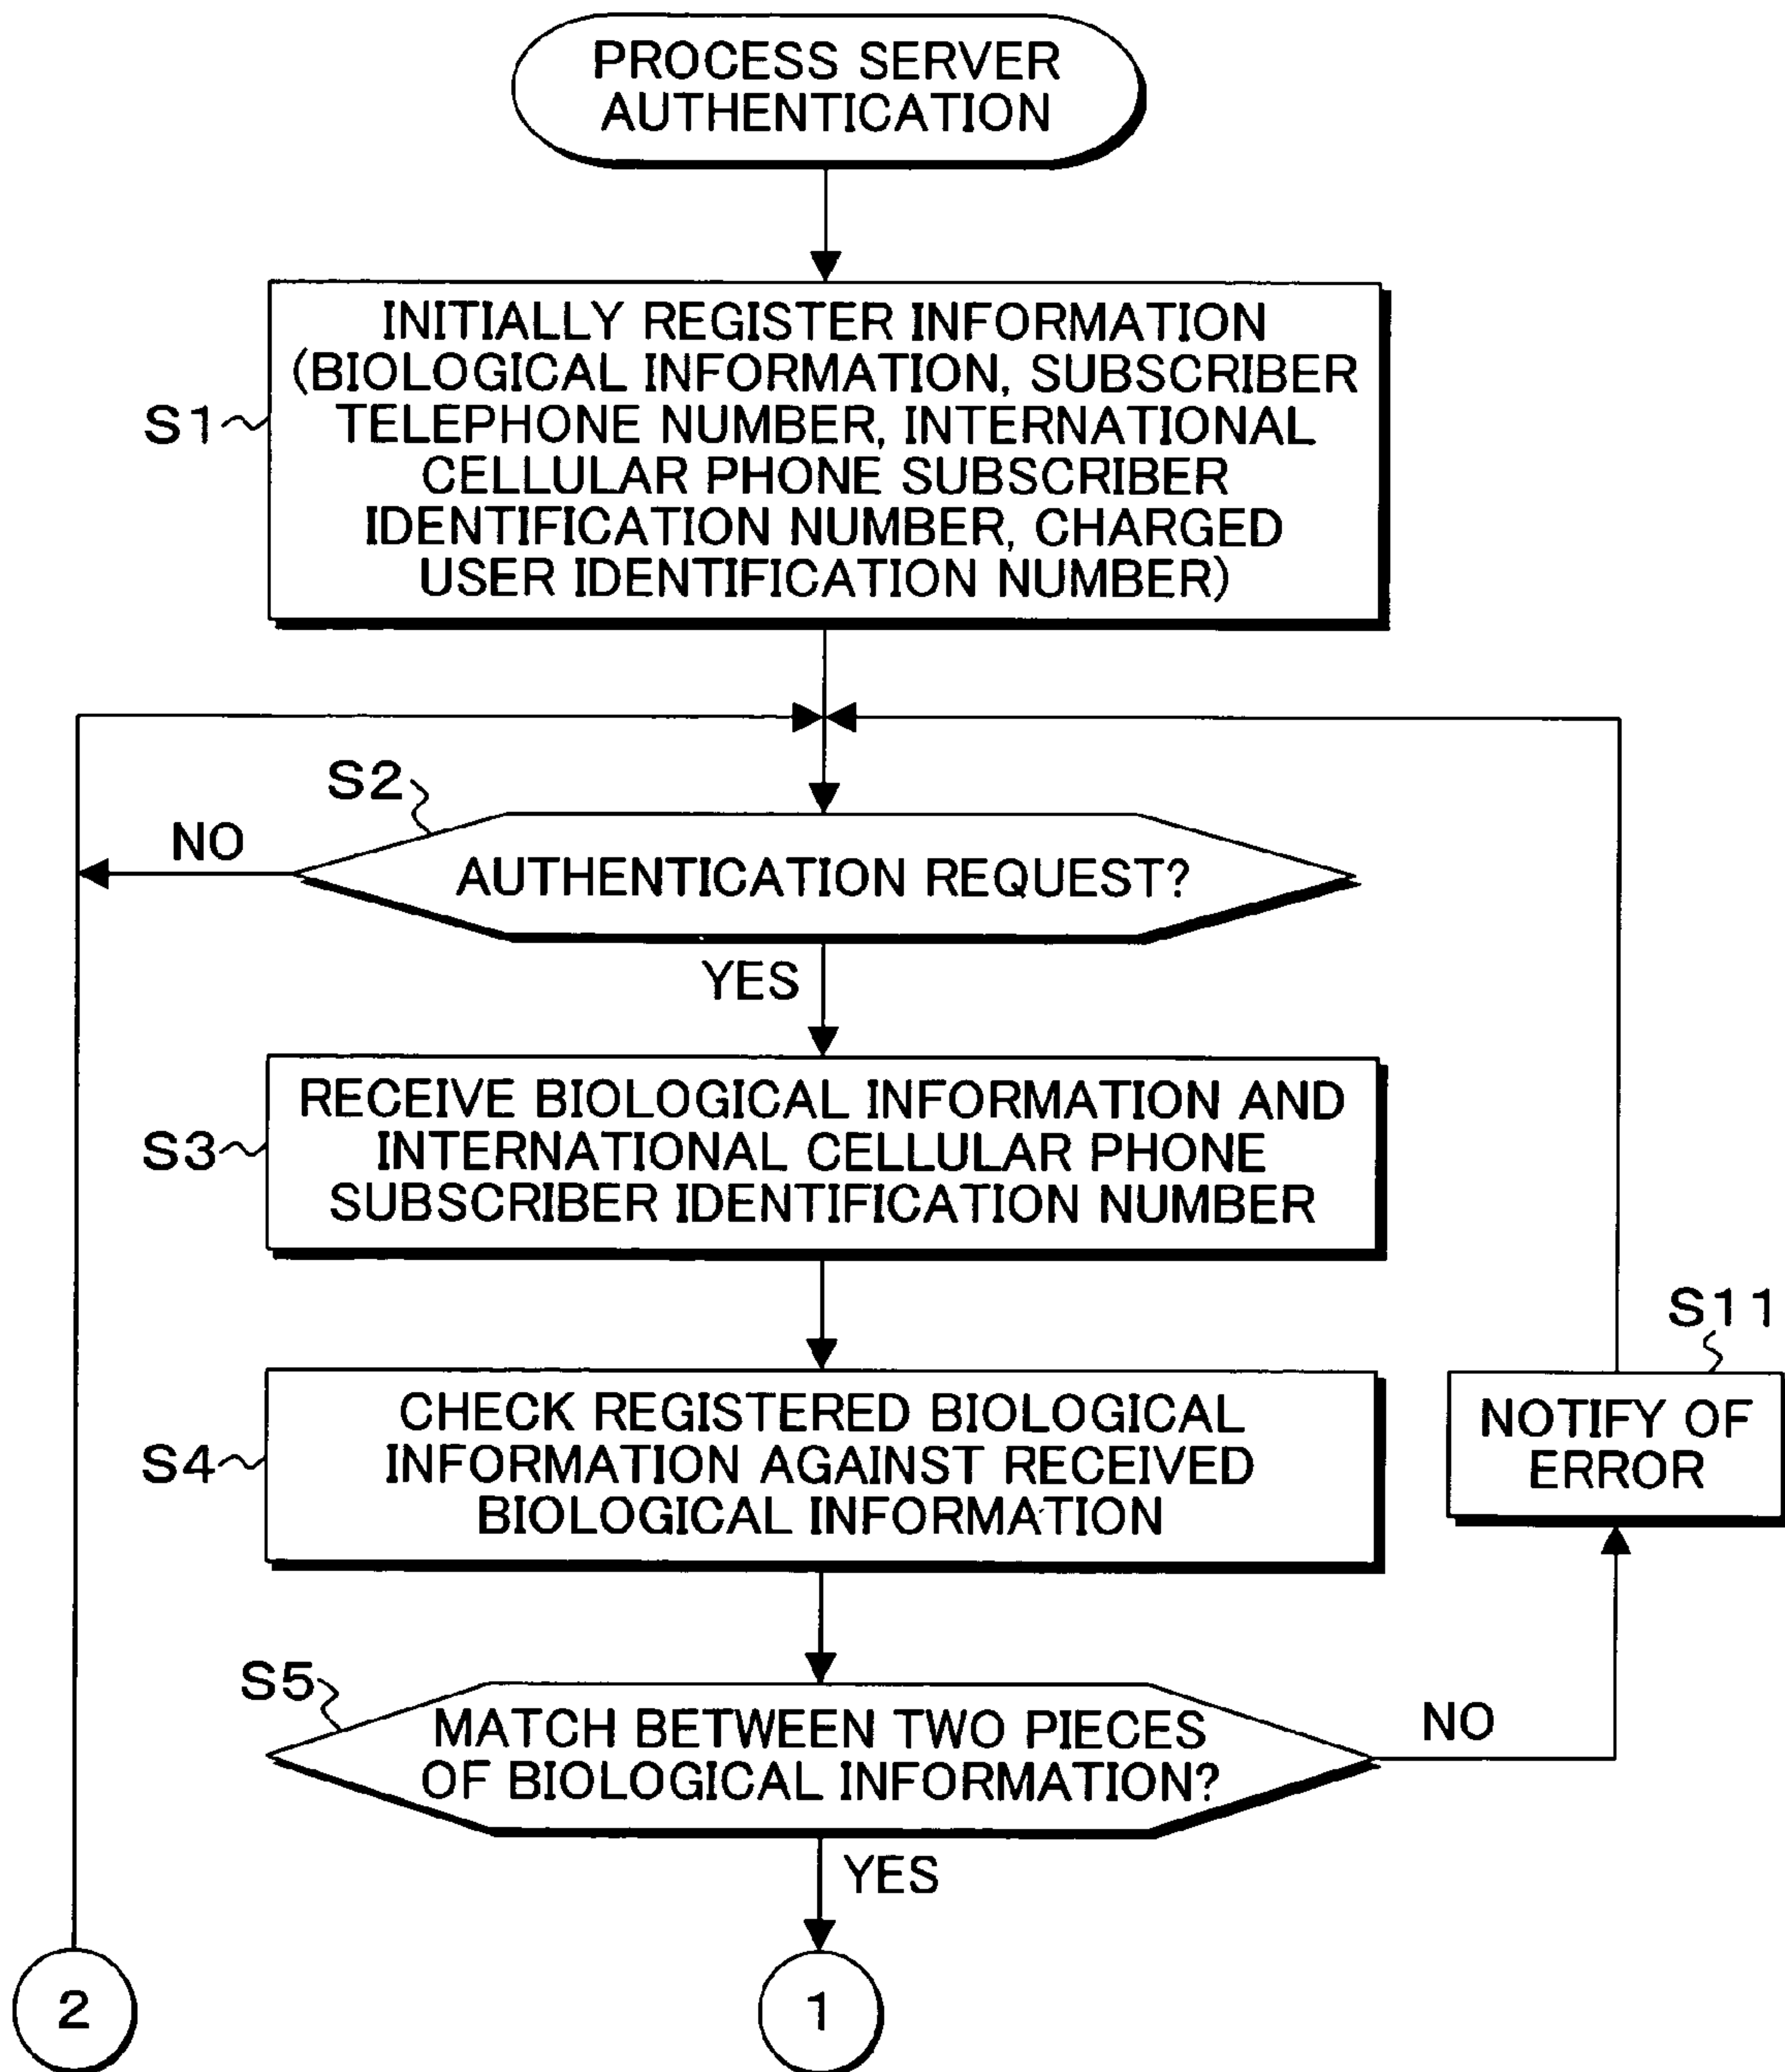 PROCESS SERVER
AUTHENTICATION
INITIALLY REGISTER INFORMATION
(BIOLOGICAL INFORMATION, SUBSCRIBER
TELEPHONE NUMBER, INTERNATIONAL
CELLULAR PHONE SUBSCRIBER
IDENTIFICATION NUMBER, CHARGED
USER IDENTIFICATION NUMBER)
S1
S2
NO
AUTHENTICATION REQUEST?
YES
RECEIVE BIOLOGICAL INFORMATION AND
INTERNATIONAL CELLULAR PHONE
SUBSCRIBER IDENTIFICATION NUMBER
S3
S11
NOTIFY OF
ERROR
CHECK REGISTERED BIOLOGICAL
INFORMATION AGAINST RECEIVED
BIOLOGICAL INFORMATION
S4
S5
MATCH BETWEEN TWO PIECES
OF BIOLOGICAL INFORMATION?
NO
YES
2
1